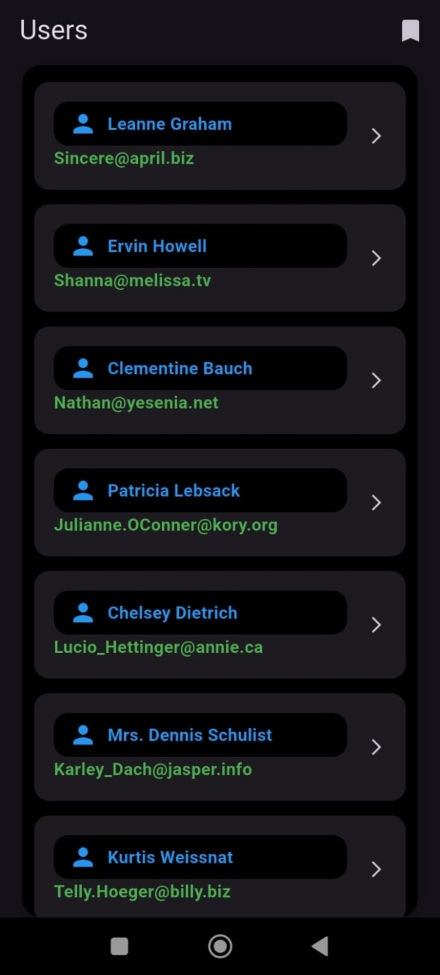 Users
Leanne Graham
Sincere@april.biz
Ervin Howell
Shanna@melissa.tv
Clementine Bauch
Nathan@yesenia.net
Patricia Lebsack
Julianne.OConner@kory.org
Chelsey Dietrich
Lucio_Hettinger@annie.ca
Mrs. Dennis Schulist
Karley_Dach@jasper.info
Kurtis Weissnat
Telly.Hoeger@billy.biz